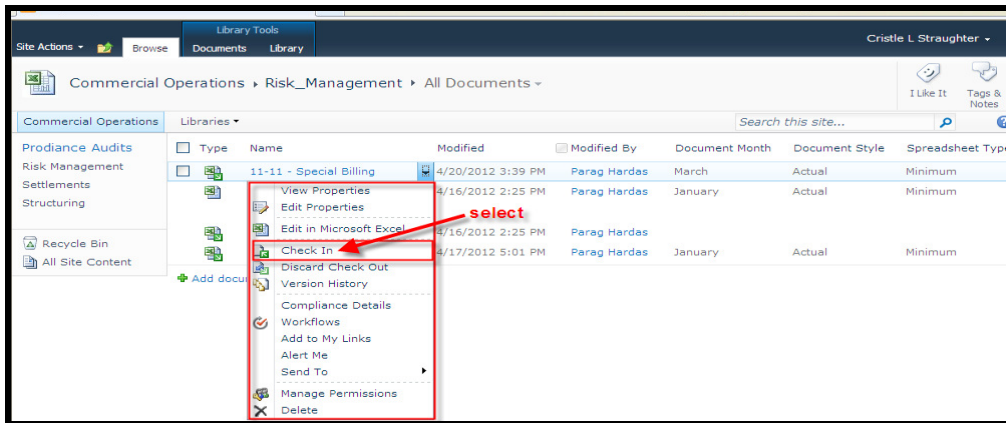 Library Tools
Site Actions Browse Documents Library Cristle L Straughter
Commercial Operations Risk_Management All Documents
I Like It Tags & Notes
Commercial Operations Libraries Search this site...
Prodiance Audits
Risk Management
Settlements
Structuring
Recycle Bin
All Site Content
Type Name Modified Modified By Document Month Document Style Spreadsheet Type
11-11 - Special Billing 4/20/2012 3:39 PM Parag Hardas March Actual Minimum
4/16/2012 2:25 PM Parag Hardas January Actual Minimum
4/16/2012 2:25 PM Parag Hardas
4/17/2012 5:01 PM Parag Hardas January Actual Minimum
Add docu
View Properties
Edit Properties
select
Edit in Microsoft Excel
Check In
Discard Check Out
Version History
Compliance Details
Workflows
Add to My Links
Alert Me
Send To
Manage Permissions
Delete